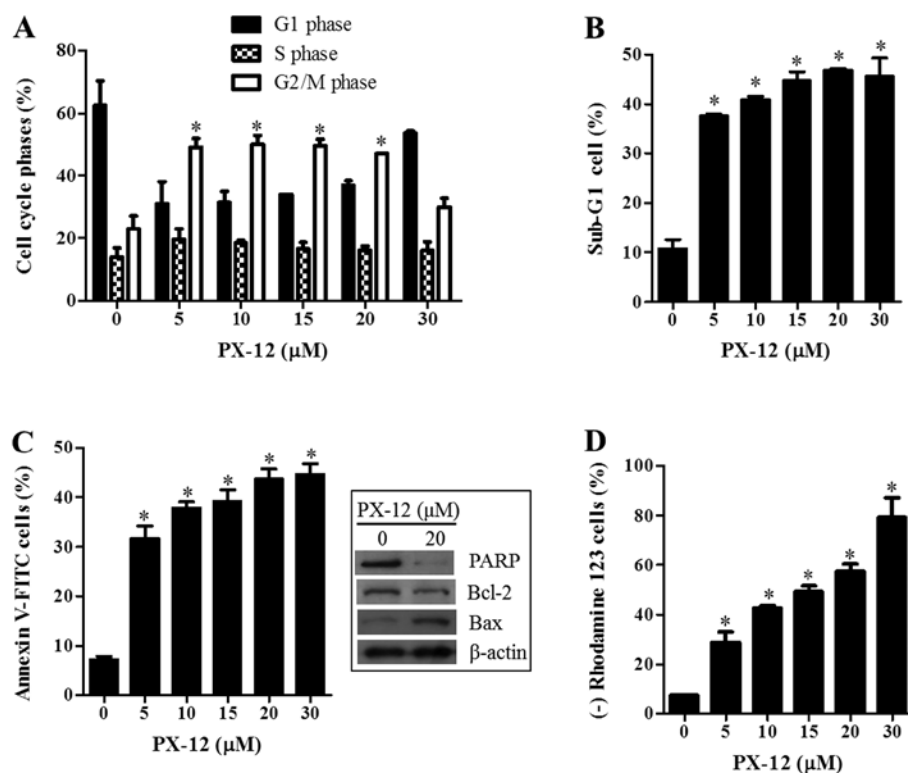 A
G1 phase
S phase
G2/M phase
Cell cycle phases (%)
80
60
40
20
0
* * * *
0 5 10 15 20 30
PX-12 (μM)
B
Sub-G1 cell (%)
50
40
30
20
10
0
* * * * *
0 5 10 15 20 30
PX-12 (μM)
C
Annexin V-FITC cells (%)
50
40
30
20
10
0
* * * * *
0 5 10 15 20 30
PX-12 (μM)
PX-12 (μM)
0 20
PARP
Bcl-2
Bax
β-actin
D
(-) Rhodamine 123 cells (%)
100
80
60
40
20
0
* * * * *
0 5 10 15 20 30
PX-12 (μM)